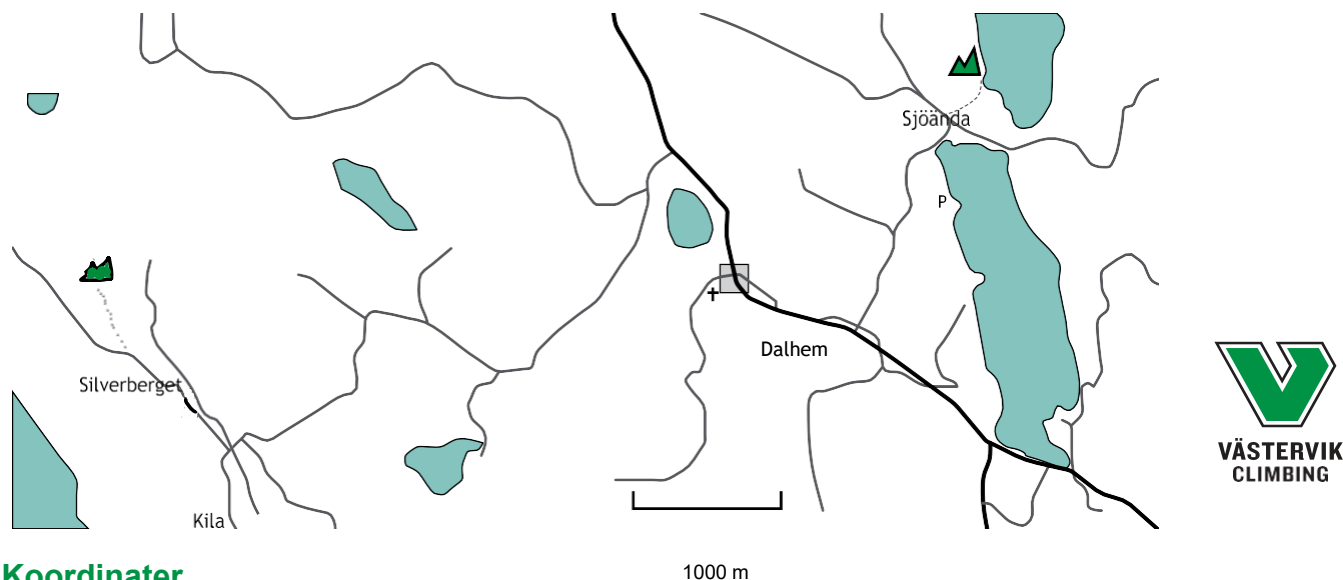 Sjöända
P
Dalhem
Silverberget
Kila
VÄSTERVIK
CLIMBING
1000 m
Koordinater